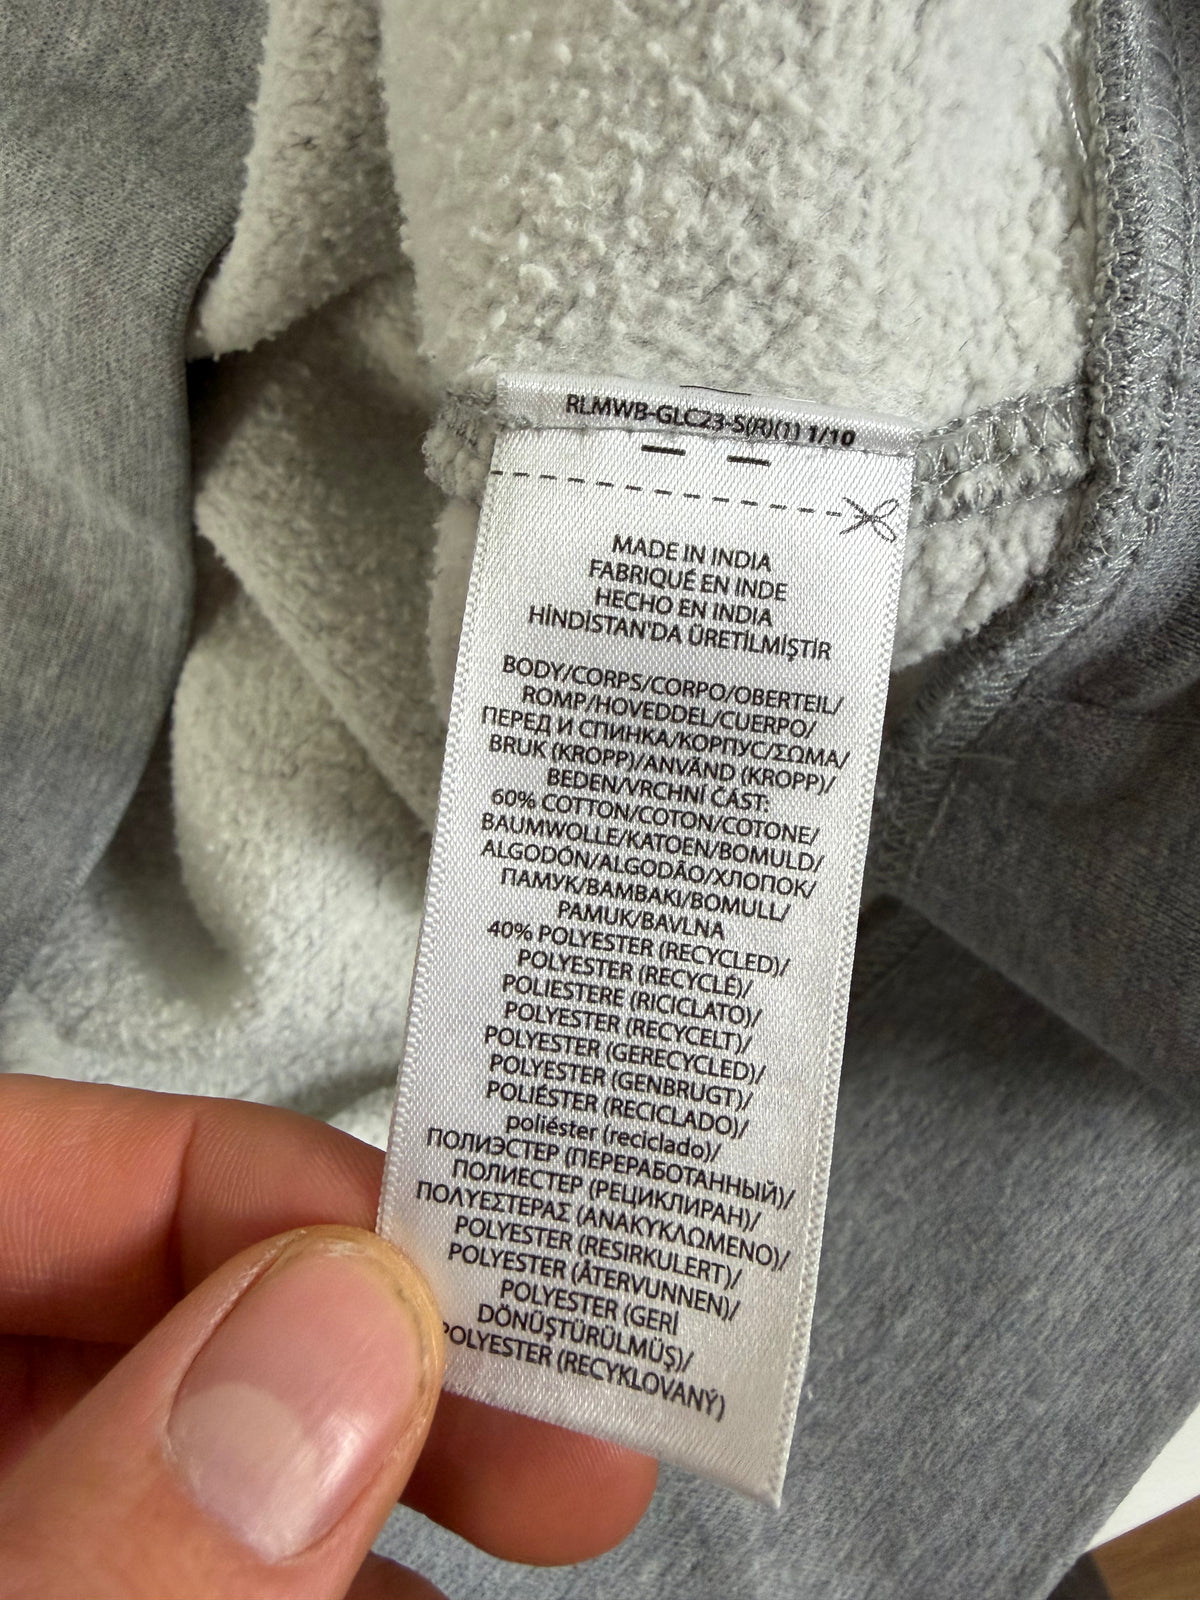 RLMWB-GLC23-S(R)(1) 1/10
MADE IN INDIA
FABRIQUÉ EN INDE
HECHO EN INDIA
HİNDİSTAN'DA ÜRETİLMİŞTİR
BODY/CORPS/CORPO/OBERTEIL/
ROMP/HOVEDDEL/CUERPO/
ПЕРЕД И СПИНКА/КОРПУС/ΣΩΜΑ/
BRUK (KROPP)/ANVÄND (KROPP)/
BEDEN/VRCHNÍ ČÁST:
60% COTTON/COTON/COTONE/
BAUMWOLLE/KATOEN/BOMULD/
ALGODÓN/ALGODÃO/ХЛОПОК/
ПАМУК/ΒΑΜΒΑΚΙ/BOMULL/
PAMUK/BAVLNA
40% POLYESTER (RECYCLED)/
POLYESTER (RECYCLÉ)/
POLIESTERE (RICICLATO)/
POLYESTER (RECYCELT)/
POLYESTER (GERECYCLED)/
POLYESTER (GENBRUGT)/
POLIÉSTER (RECICLADO)/
poliéster (reciclado)/
ПОЛИЭСТЕР (ПЕРЕРАБОТАННЫЙ)/
ПОЛИЕСТЕР (РЕЦИКЛИРАН)/
ΠΟΛΥΕΣΤΕΡΑΣ (ΑΝΑΚΥΚΛΩΜΕΝΟ)/
POLYESTER (RESIRKULERT)/
POLYESTER (ÅTERVUNNEN)/
POLYESTER (GERİ
DÖNÜŞTÜRÜLMÜŞ)/
POLYESTER (RECYKLOVANÝ)